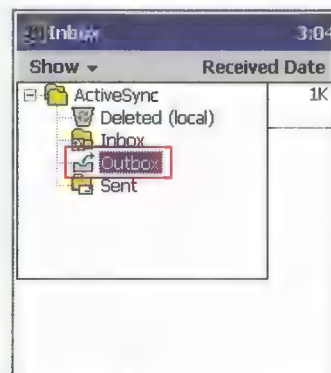 Inbox 3:04
Show Received Date
ActiveSync 1K
Deleted (local)
Inbox
Outbox
Sent